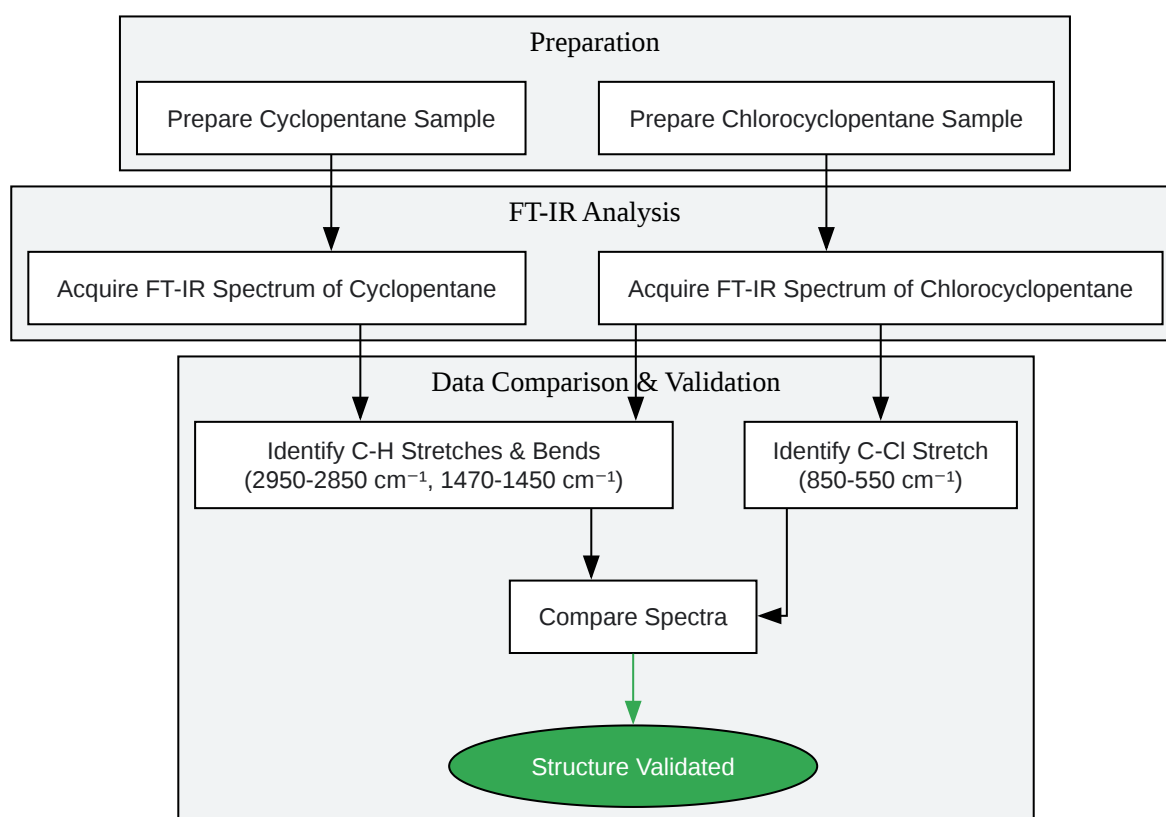 Preparation
Prepare Cyclopentane Sample
Prepare Chlorocyclopentane Sample
FT-IR Analysis
Acquire FT-IR Spectrum of Cyclopentane
Acquire FT-IR Spectrum of Chlorocyclopentane
Data Comparison & Validation
Identify C-H Stretches & Bends
(2950-2850 cm⁻¹, 1470-1450 cm⁻¹)
Identify C-Cl Stretch
(850-550 cm⁻¹)
Compare Spectra
Structure Validated